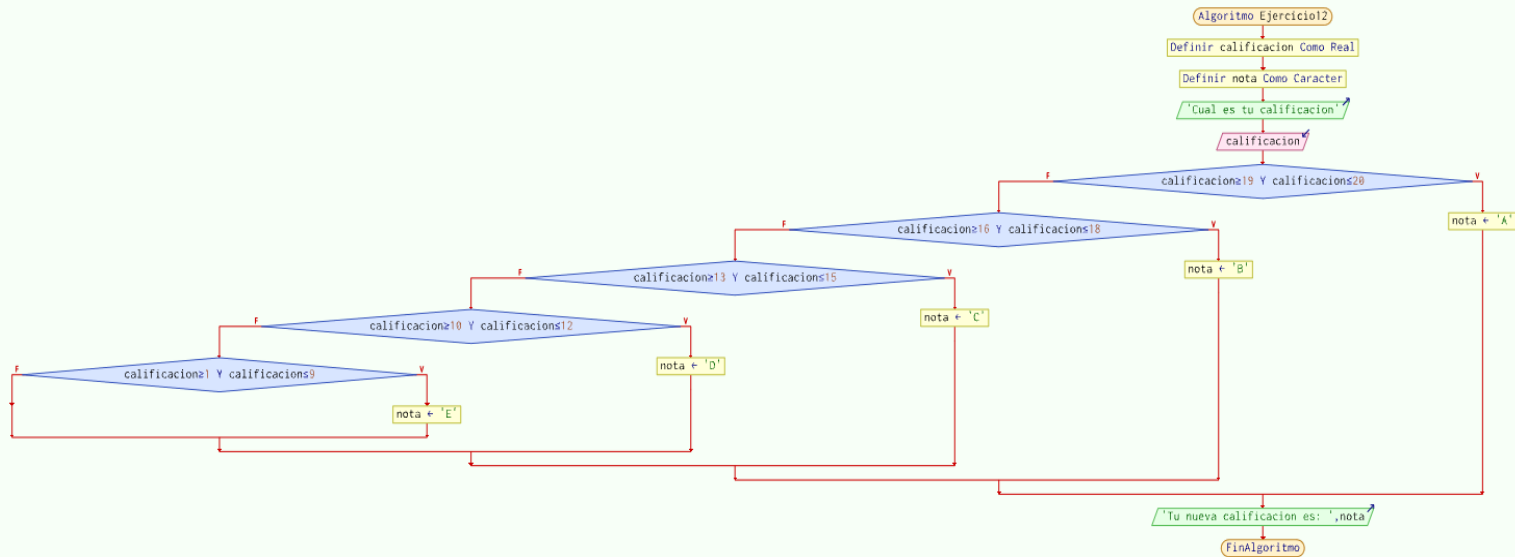 Algoritmo Ejercicio12
Definir calificacion Como Real
Definir nota Como Caracter
'Cual es tu calificacion'
calificacion
F
calificacion≥19 Y calificacion≤20
V
nota ← 'A'
F
calificacion≥16 Y calificacion≤18
V
nota ← 'B'
F
calificacion≥13 Y calificacion≤15
V
nota ← 'C'
F
calificacion≥10 Y calificacion≤12
V
nota ← 'D'
F
calificacion≥1 Y calificacion≤9
V
nota ← 'E'
'Tu nueva calificacion es: ',nota
FinAlgoritmo